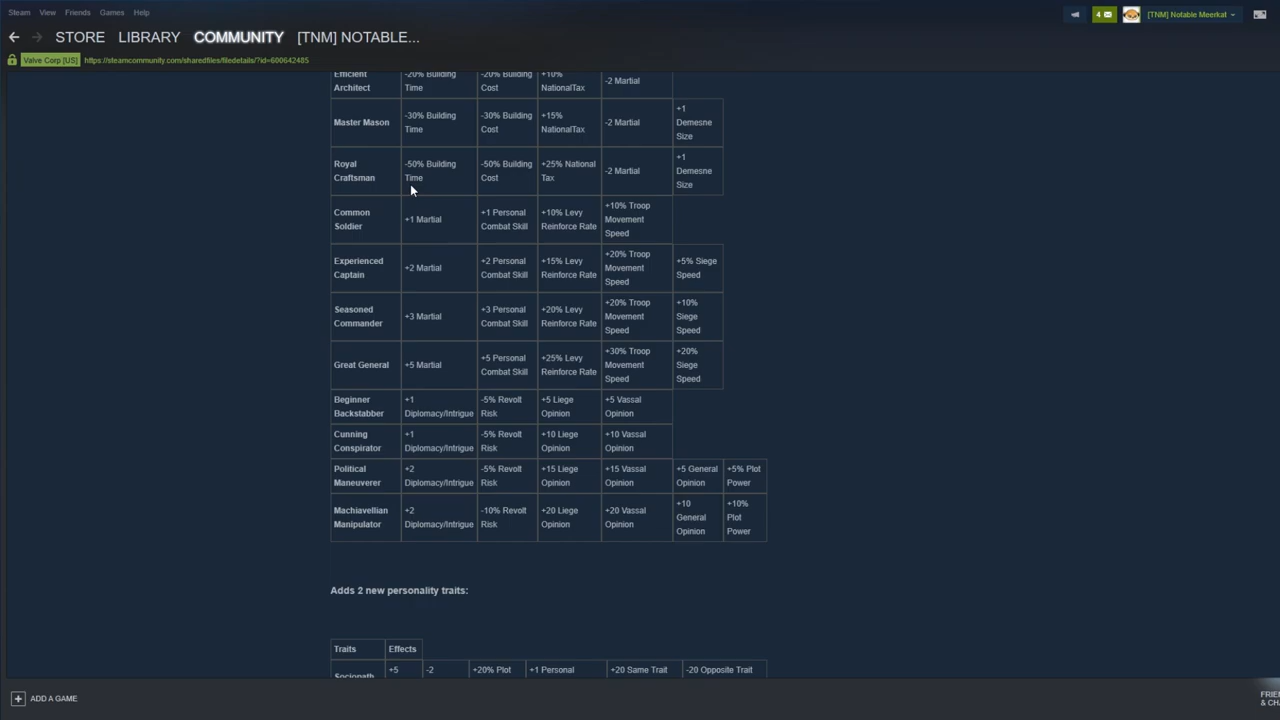 Steam View Friends Games Help
4 [TNM] Notable Meerkat
STORE LIBRARY COMMUNITY [TNM] NOTABLE...
Valve Corp [US] https://steamcommunity.com/sharedfiles/filedetails/?id=600642485
Efficient Architect -20% Building Time -20% Building Cost +10% NationalTax -2 Martial
Master Mason -30% Building Time -30% Building Cost +15% NationalTax -2 Martial +1 Demesne Size
Royal Craftsman -50% Building Time -50% Building Cost +25% National Tax -2 Martial +1 Demesne Size
Common Soldier +1 Martial +1 Personal Combat Skill +10% Levy Reinforce Rate +10% Troop Movement Speed
Experienced Captain +2 Martial +2 Personal Combat Skill +15% Levy Reinforce Rate +20% Troop Movement Speed +5% Siege Speed
Seasoned Commander +3 Martial +3 Personal Combat Skill +20% Levy Reinforce Rate +20% Troop Movement Speed +10% Siege Speed
Great General +5 Martial +5 Personal Combat Skill +25% Levy Reinforce Rate +30% Troop Movement Speed +20% Siege Speed
Beginner Backstabber +1 Diplomacy/Intrigue -5% Revolt Risk +5 Liege Opinion +5 Vassal Opinion
Cunning Conspirator +1 Diplomacy/Intrigue -5% Revolt Risk +10 Liege Opinion +10 Vassal Opinion
Political Maneuverer +2 Diplomacy/Intrigue -5% Revolt Risk +15 Liege Opinion +15 Vassal Opinion +5 General Opinion +5% Plot Power
Machiavellian Manipulator +2 Diplomacy/Intrigue -10% Revolt Risk +20 Liege Opinion +20 Vassal Opinion +10 General Opinion +10% Plot Power
Adds 2 new personality traits:
Traits Effects
Sociopath +5 -2 +20% Plot +1 Personal +20 Same Trait -20 Opposite Trait
ADD A GAME
FRIE
& CH